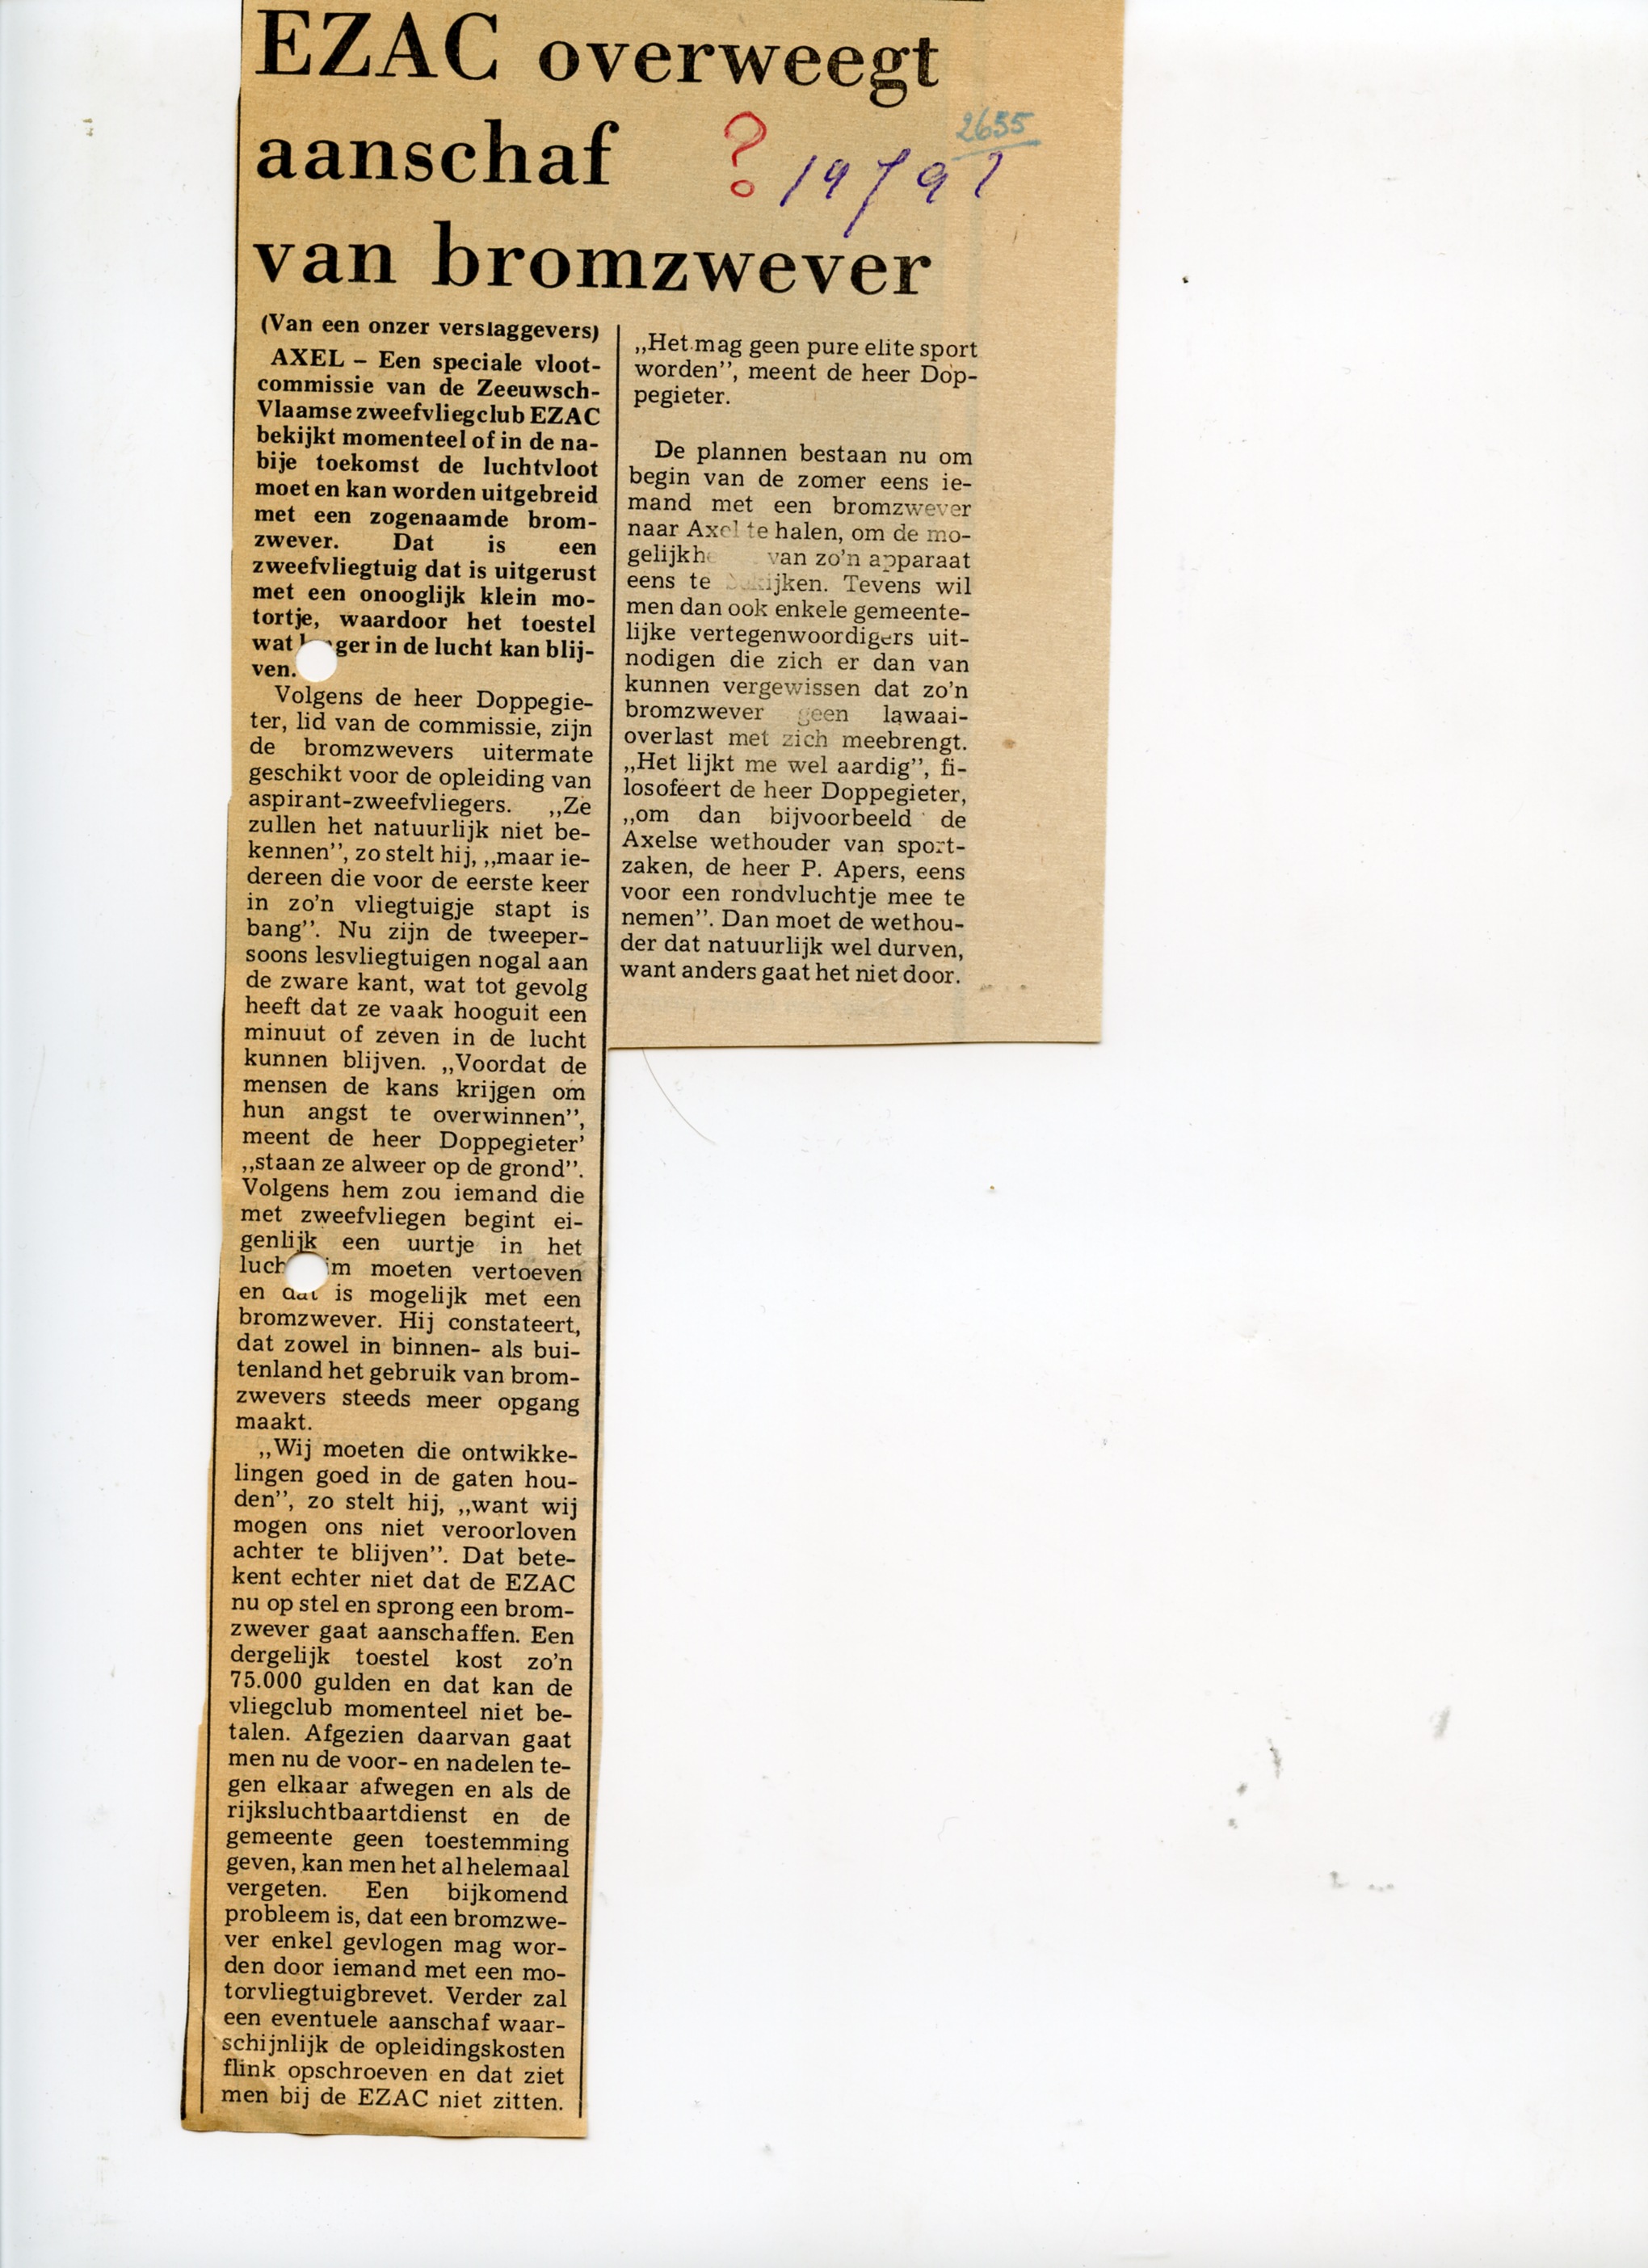 EZAC overweegt
aanschaf
van bromzwever
?
1979?
2655
(Van een onzer verslaggevers)
AXEL – Een speciale vloot-
commissie van de Zeeuwsch-
Vlaamse zweefvliegclub EZAC
bekijkt momenteel of in de na-
bije toekomst de luchtvloot
moet en kan worden uitgebreid
met een zogenaamde brom-
zwever. Dat is een
zweefvliegtuig dat is uitgerust
met een onooglijk klein mo-
tortje, waardoor het toestel
wat in de lucht kan blij-
ven.
Volgens de heer Doppegie-
ter, lid van de commissie, zijn
de bromzwevers uitermate
geschikt voor de opleiding van
aspirant-zweefvliegers. „Ze
zullen het natuurlijk niet be-
kennen”, zo stelt hij, „maar ie-
dereen die voor de eerste keer
in zo’n vliegtuigje stapt is
bang”. Nu zijn de tweeper-
soons lesvliegtuigen nogal aan
de zware kant, wat tot gevolg
heeft dat ze vaak hooguit een
minuut of zeven in de lucht
kunnen blijven. „Voordat de
mensen de kans krijgen om
hun angst te overwinnen”,
meent de heer Doppegieter’
„staan ze alweer op de grond”.
Volgens hem zou iemand die
met zweefvliegen begint ei-
genlijk een uurtje in het
moeten vertoeven
en dat is mogelijk met een
bromzwever. Hij constateert,
dat zowel in binnen- als bui-
tenland het gebruik van brom-
zwevers steeds meer opgang
maakt.
„Wij moeten die ontwikke-
lingen goed in de gaten hou-
den”, zo stelt hij, „want wij
mogen ons niet veroorloven
achter te blijven”. Dat bete-
kent echter niet dat de EZAC
nu op stel en sprong een brom-
zwever gaat aanschaffen. Een
dergelijk toestel kost zo’n
75.000 gulden en dat kan de
vliegclub momenteel niet be-
talen. Afgezien daarvan gaat
men nu de voor- en nadelen te-
gen elkaar afwegen en als de
rijksluchtbaartdienst en de
gemeente geen toestemming
geven, kan men het al helemaal
vergeten. Een bijkomend
probleem is, dat een bromzwe-
ver enkel gevlogen mag wor-
den door iemand met een mo-
torvliegtuigbrevet. Verder zal
een eventuele aanschaf waar-
schijnlijk de opleidingskosten
flink opschroeven en dat ziet
men bij de EZAC niet zitten.
„Het mag geen pure elite sport
worden”, meent de heer Dop-
pegieter.
De plannen bestaan nu om
begin van de zomer eens ie-
mand met een bromzwever
naar Axel te halen, om de mo-
van zo’n apparaat
eens te bekijken. Tevens wil
men dan ook enkele gemeente-
lijke vertegenwoordigers uit-
nodigen die zich er dan van
kunnen vergewissen dat zo’n
bromzwever geen lawaai-
overlast met zich meebrengt.
„Het lijkt me wel aardig”, fi-
losofeert de heer Doppegieter,
„om dan bijvoorbeeld de
Axelse wethouder van sport-
zaken, de heer P. Apers, eens
voor een rondvluchtje mee te
nemen”. Dan moet de wethou-
der dat natuurlijk wel durven,
want anders gaat het niet door.